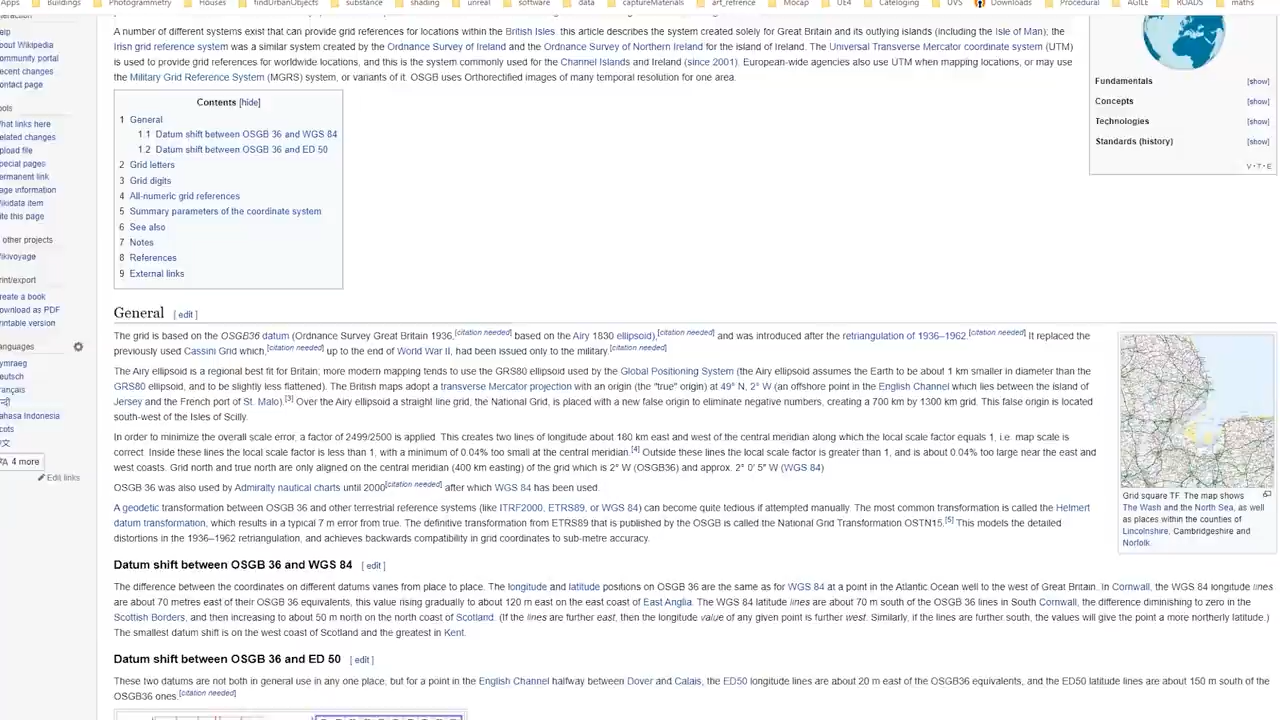 Apps Buildings Photogrammetry Houses findUrbanObjects substance shading unreal software data captureMaterials art_refrence Mocap UE4 Cateloging UVS Downloads Procedural AGILE ROADS maths
A number of different systems exist that can provide grid references for locations within the British Isles: this article describes the system created solely for Great Britain and its outlying islands (including the Isle of Man); the
Irish grid reference system was a similar system created by the Ordnance Survey of Ireland and the Ordnance Survey of Northern Ireland for the island of Ireland. The Universal Transverse Mercator coordinate system (UTM)
is used to provide grid references for worldwide locations, and this is the system commonly used for the Channel Islands and Ireland (since 2001). European-wide agencies also use UTM when mapping locations, or may use
the Military Grid Reference System (MGRS) system, or variants of it. OSGB uses Orthorectified images of many temporal resolution for one area.
elp
bout Wikipedia
ommunity portal
ecent changes
ontact page
ools
hat links here
elated changes
pload file
pecial pages
ermanent link
age information
ikidata item
ite this page
other projects
ikivoyage
rint/export
reate a book
ownload as PDF
rintable version
anguages
ymraeg
eutsch
rançais
ahasa Indonesia
cots
中文
4 more
Edit links
Contents [hide]
1 General
1.1 Datum shift between OSGB 36 and WGS 84
1.2 Datum shift between OSGB 36 and ED 50
2 Grid letters
3 Grid digits
4 All-numeric grid references
5 Summary parameters of the coordinate system
6 See also
7 Notes
8 References
9 External links
Fundamentals [show]
Concepts [show]
Technologies [show]
Standards (history) [show]
V·T·E
General [ edit ]
The grid is based on the OSGB36 datum (Ordnance Survey Great Britain 1936,[citation needed] based on the Airy 1830 ellipsoid),[citation needed] and was introduced after the retriangulation of 1936–1962.[citation needed] It replaced the
previously used Cassini Grid which,[citation needed] up to the end of World War II, had been issued only to the military.[citation needed]
The Airy ellipsoid is a regional best fit for Britain; more modern mapping tends to use the GRS80 ellipsoid used by the Global Positioning System (the Airy ellipsoid assumes the Earth to be about 1 km smaller in diameter than the
GRS80 ellipsoid, and to be slightly less flattened). The British maps adopt a transverse Mercator projection with an origin (the "true" origin) at 49° N, 2° W (an offshore point in the English Channel which lies between the island of
Jersey and the French port of St. Malo).[3] Over the Airy ellipsoid a straight line grid, the National Grid, is placed with a new false origin to eliminate negative numbers, creating a 700 km by 1300 km grid. This false origin is located
south-west of the Isles of Scilly.
In order to minimize the overall scale error, a factor of 2499/2500 is applied. This creates two lines of longitude about 180 km east and west of the central meridian along which the local scale factor equals 1, i.e. map scale is
correct. Inside these lines the local scale factor is less than 1, with a minimum of 0.04% too small at the central meridian.[4] Outside these lines the local scale factor is greater than 1, and is about 0.04% too large near the east and
west coasts. Grid north and true north are only aligned on the central meridian (400 km easting) of the grid which is 2° W (OSGB36) and approx. 2° 0′ 5″ W (WGS 84)
OSGB 36 was also used by Admiralty nautical charts until 2000[citation needed] after which WGS 84 has been used.
A geodetic transformation between OSGB 36 and other terrestrial reference systems (like ITRF2000, ETRS89, or WGS 84) can become quite tedious if attempted manually. The most common transformation is called the Helmert
datum transformation, which results in a typical 7 m error from true. The definitive transformation from ETRS89 that is published by the OSGB is called the National Grid Transformation OSTN15.[5] This models the detailed
distortions in the 1936–1962 retriangulation, and achieves backwards compatibility in grid coordinates to sub-metre accuracy.
Grid square TF. The map shows
The Wash and the North Sea, as well
as places within the counties of
Lincolnshire, Cambridgeshire and
Norfolk.
Datum shift between OSGB 36 and WGS 84 [ edit ]
The difference between the coordinates on different datums varies from place to place. The longitude and latitude positions on OSGB 36 are the same as for WGS 84 at a point in the Atlantic Ocean well to the west of Great Britain. In Cornwall, the WGS 84 longitude lines
are about 70 metres east of their OSGB 36 equivalents, this value rising gradually to about 120 m east on the east coast of East Anglia. The WGS 84 latitude lines are about 70 m south of the OSGB 36 lines in South Cornwall, the difference diminishing to zero in the
Scottish Borders, and then increasing to about 50 m north on the north coast of Scotland. (If the lines are further east, then the longitude value of any given point is further west. Similarly, if the lines are further south, the values will give the point a more northerly latitude.)
The smallest datum shift is on the west coast of Scotland and the greatest in Kent.
Datum shift between OSGB 36 and ED 50 [ edit ]
These two datums are not both in general use in any one place, but for a point in the English Channel halfway between Dover and Calais, the ED50 longitude lines are about 20 m east of the OSGB36 equivalents, and the ED50 latitude lines are about 150 m south of the
OSGB36 ones.[citation needed]